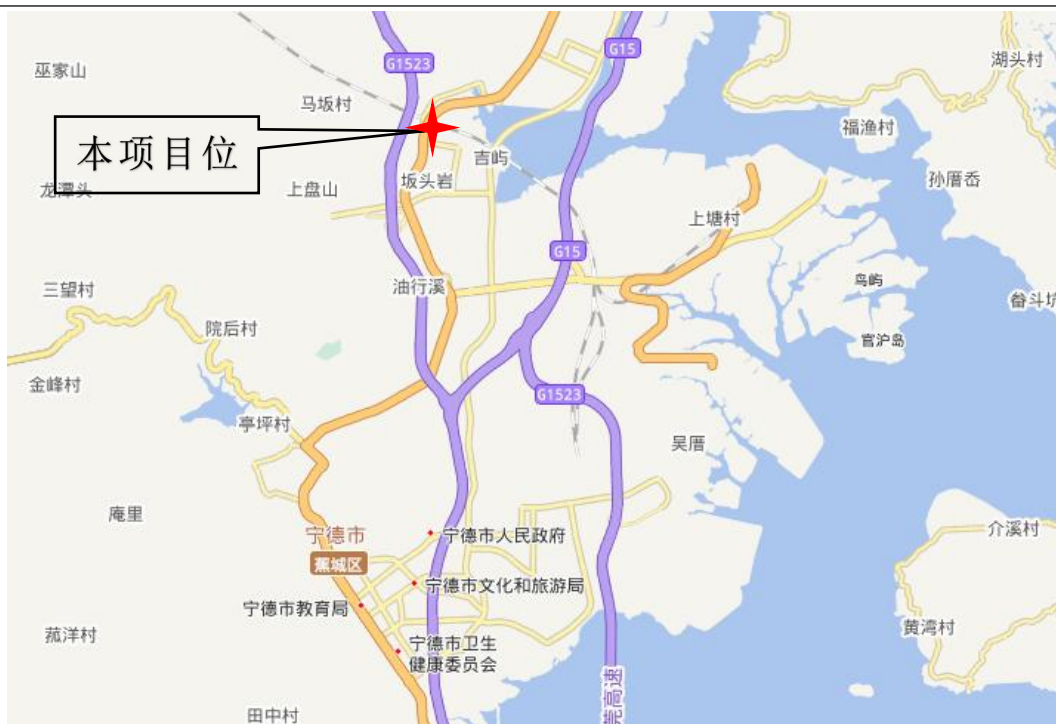 G1523
G15
湖头村
巫家山
马坂村
福渔村
本项目位
吉屿
坂头岩
孙厝岙
龙潭头
上盘山
上塘村
G15
鸟屿
油行溪
三望村
畲斗坑
院后村
官沪岛
金峰村
G1523
亭坪村
吴厝
庵里
宁德市
宁德市人民政府
介溪村
蕉城区
宁德市文化和旅游局
宁德市教育局
黄湾村
菰洋村
宁德市卫生
健康委员会
莞高速
田中村